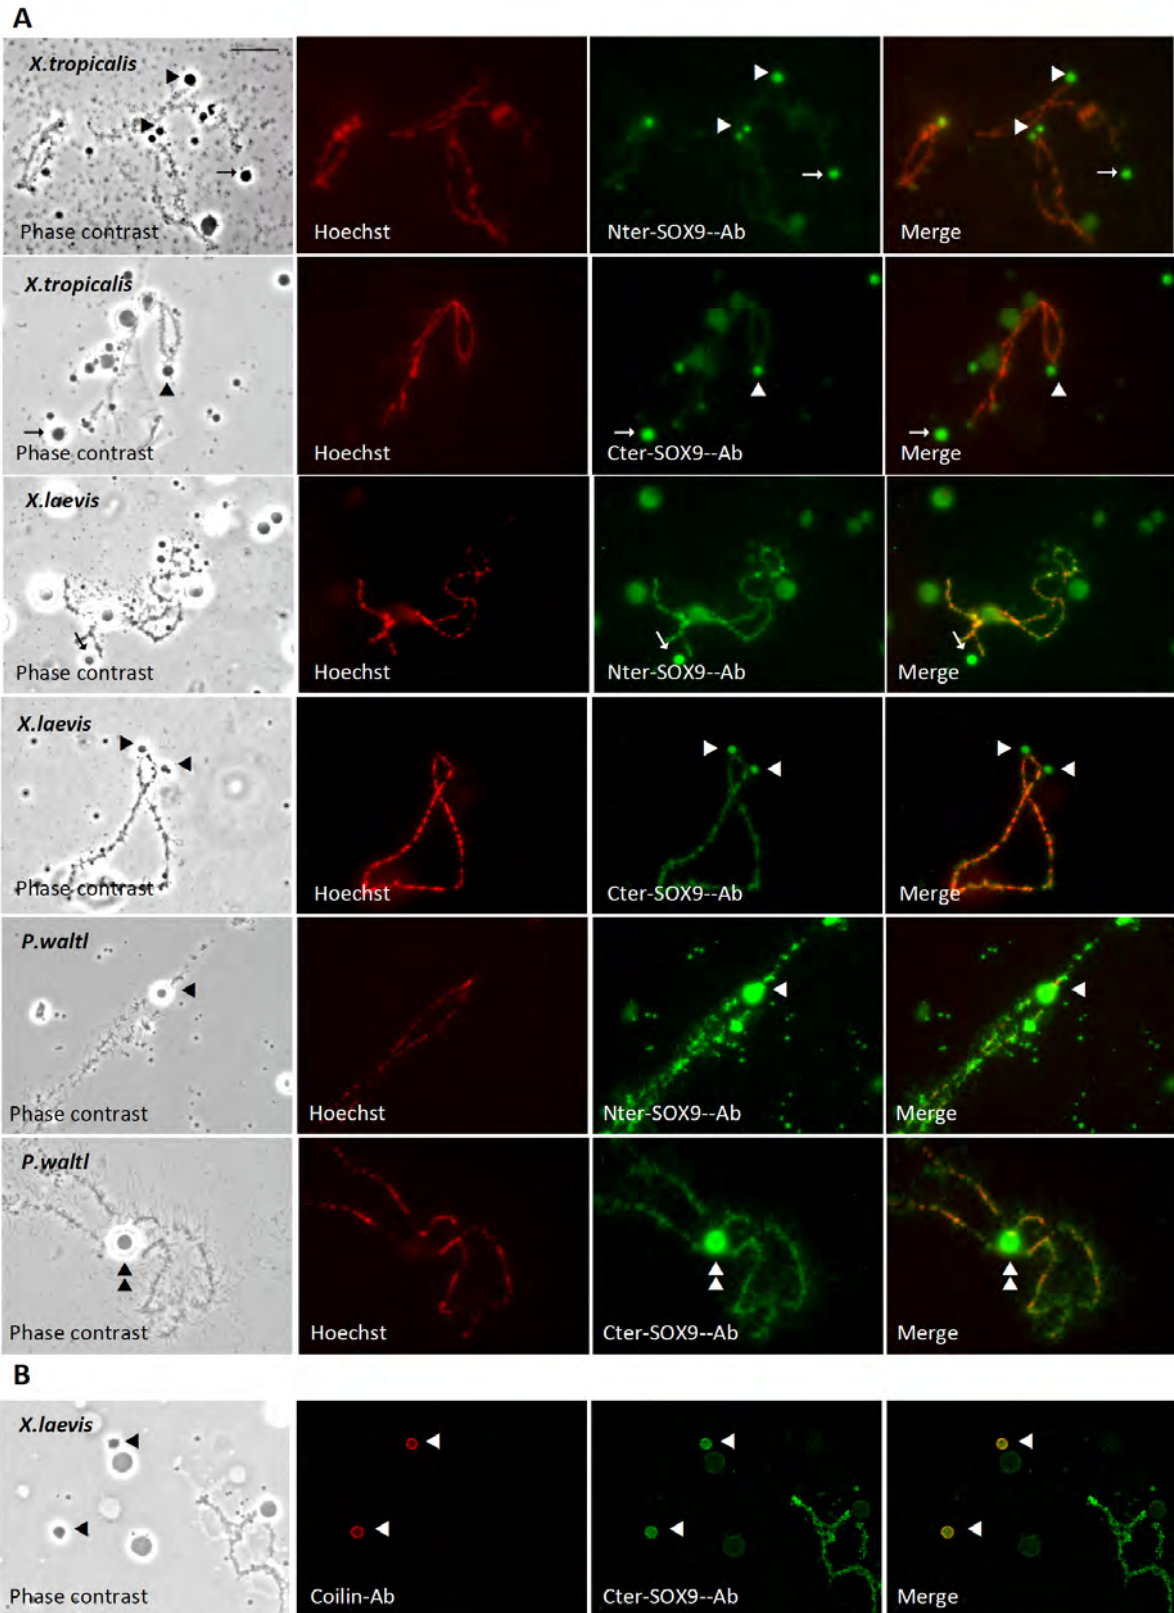 A
X.tropicalis
Phase contrast
Hoechst
Nter-SOX9--Ab
Merge
X.tropicalis
Phase contrast
Hoechst
Cter-SOX9--Ab
Merge
X.laevis
Phase contrast
Hoechst
Nter-SOX9--Ab
Merge
X.laevis
Phase contrast
Hoechst
Cter-SOX9--Ab
Merge
P.waltl
Phase contrast
Hoechst
Nter-SOX9--Ab
Merge
P.waltl
Phase contrast
Hoechst
Cter-SOX9--Ab
Merge
B
X.laevis
Phase contrast
Coilin-Ab
Cter-SOX9--Ab
Merge